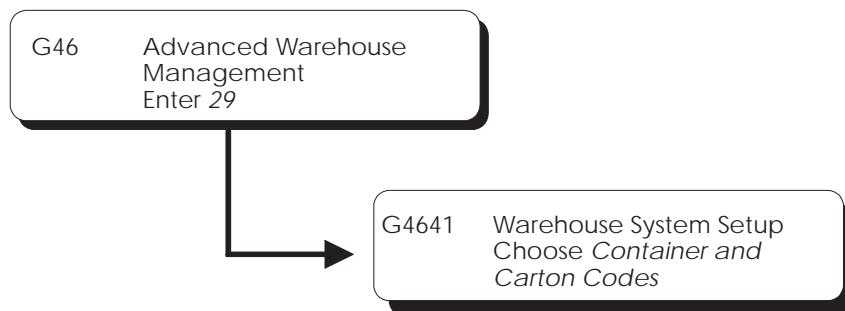 G46 Advanced Warehouse
Management
Enter 29
G4641 Warehouse System Setup
Choose Container and
Carton Codes